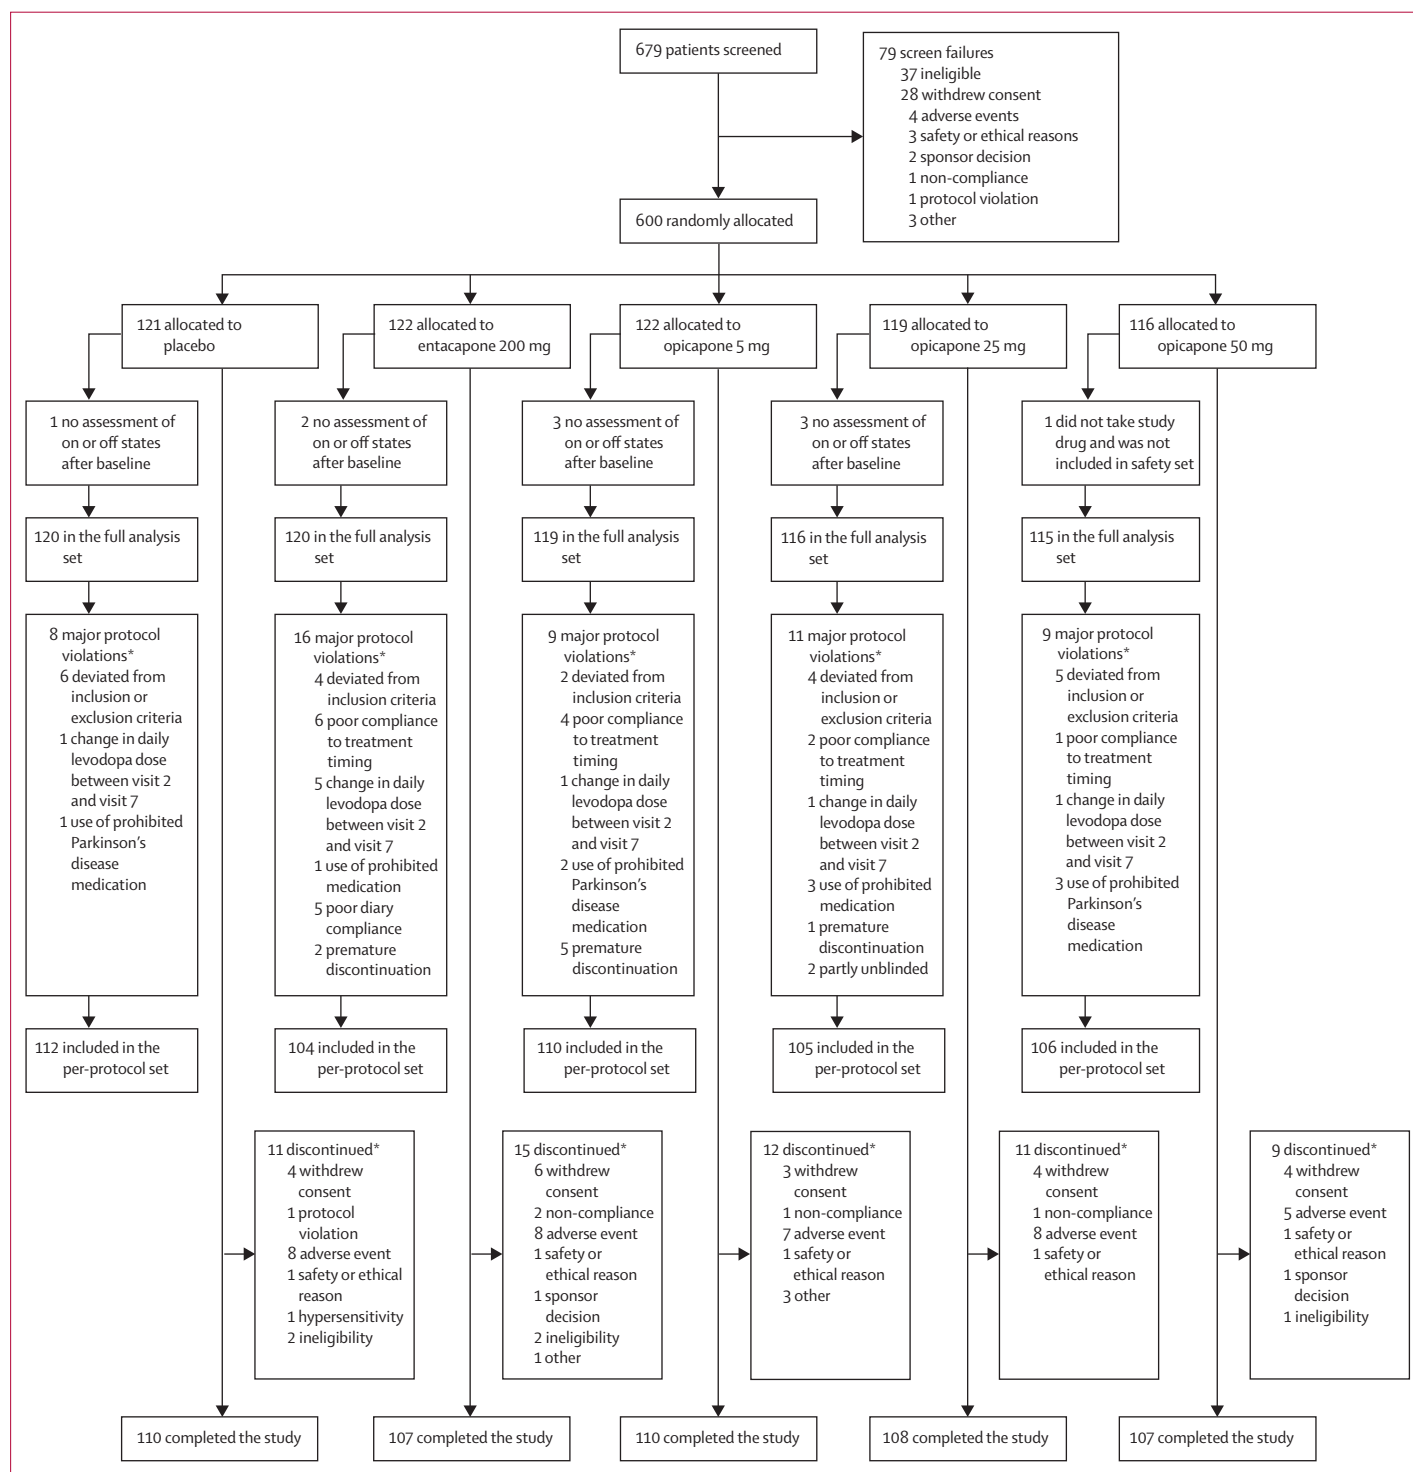 679 patients screened
79 screen failures
37 ineligible
28 withdrew consent
4 adverse events
3 safety or ethical reasons
2 sponsor decision
1 non-compliance
1 protocol violation
3 other
600 randomly allocated
121 allocated to
placebo
122 allocated to
entacapone 200 mg
122 allocated to
opicapone 5 mg
119 allocated to
opicapone 25 mg
116 allocated to
opicapone 50 mg
1 no assessment of
on or off states
after baseline
2 no assessment of
on or off states
after baseline
3 no assessment of
on or off states
after baseline
3 no assessment of
on or off states
after baseline
1 did not take study
drug and was not
included in safety set
120 in the full analysis
set
120 in the full analysis
set
119 in the full analysis
set
116 in the full analysis
set
115 in the full analysis
set
8 major protocol
violations*
6 deviated from
inclusion or
exclusion criteria
1 change in daily
levodopa dose
between visit 2
and visit 7
1 use of prohibited
Parkinson's
disease
medication
16 major protocol
violations*
4 deviated from
inclusion criteria
6 poor compliance
to treatment
timing
5 change in daily
levodopa dose
between visit 2
and visit 7
1 use of prohibited
medication
5 poor diary
compliance
2 premature
discontinuation
9 major protocol
violations*
2 deviated from
inclusion criteria
4 poor compliance
to treatment
timing
1 change in daily
levodopa dose
between visit 2
and visit 7
2 use of prohibited
Parkinson's
disease
medication
5 premature
discontinuation
11 major protocol
violations*
4 deviated from
inclusion or
exclusion criteria
2 poor compliance
to treatment
timing
1 change in daily
levodopa dose
between visit 2
and visit 7
3 use of prohibited
medication
1 premature
discontinuation
2 partly unblinded
9 major protocol
violations*
5 deviated from
inclusion or
exclusion criteria
1 poor compliance
to treatment
timing
1 change in daily
levodopa dose
between visit 2
and visit 7
3 use of prohibited
Parkinson's
disease
medication
112 included in the
per-protocol set
104 included in the
per-protocol set
110 included in the
per-protocol set
105 included in the
per-protocol set
106 included in the
per-protocol set
11 discontinued*
4 withdrew
consent
1 protocol
violation
8 adverse event
1 safety or ethical
reason
1 hypersensitivity
2 ineligibility
15 discontinued*
6 withdrew
consent
2 non-compliance
8 adverse event
1 safety or
ethical reason
1 sponsor
decision
2 ineligibility
1 other
12 discontinued*
3 withdrew
consent
1 non-compliance
7 adverse event
1 safety or
ethical reason
3 other
11 discontinued*
4 withdrew
consent
1 non-compliance
8 adverse event
1 safety or
ethical reason
9 discontinued*
4 withdrew
consent
5 adverse event
1 safety or
ethical reason
1 sponsor
decision
1 ineligibility
110 completed the study
107 completed the study
110 completed the study
108 completed the study
107 completed the study